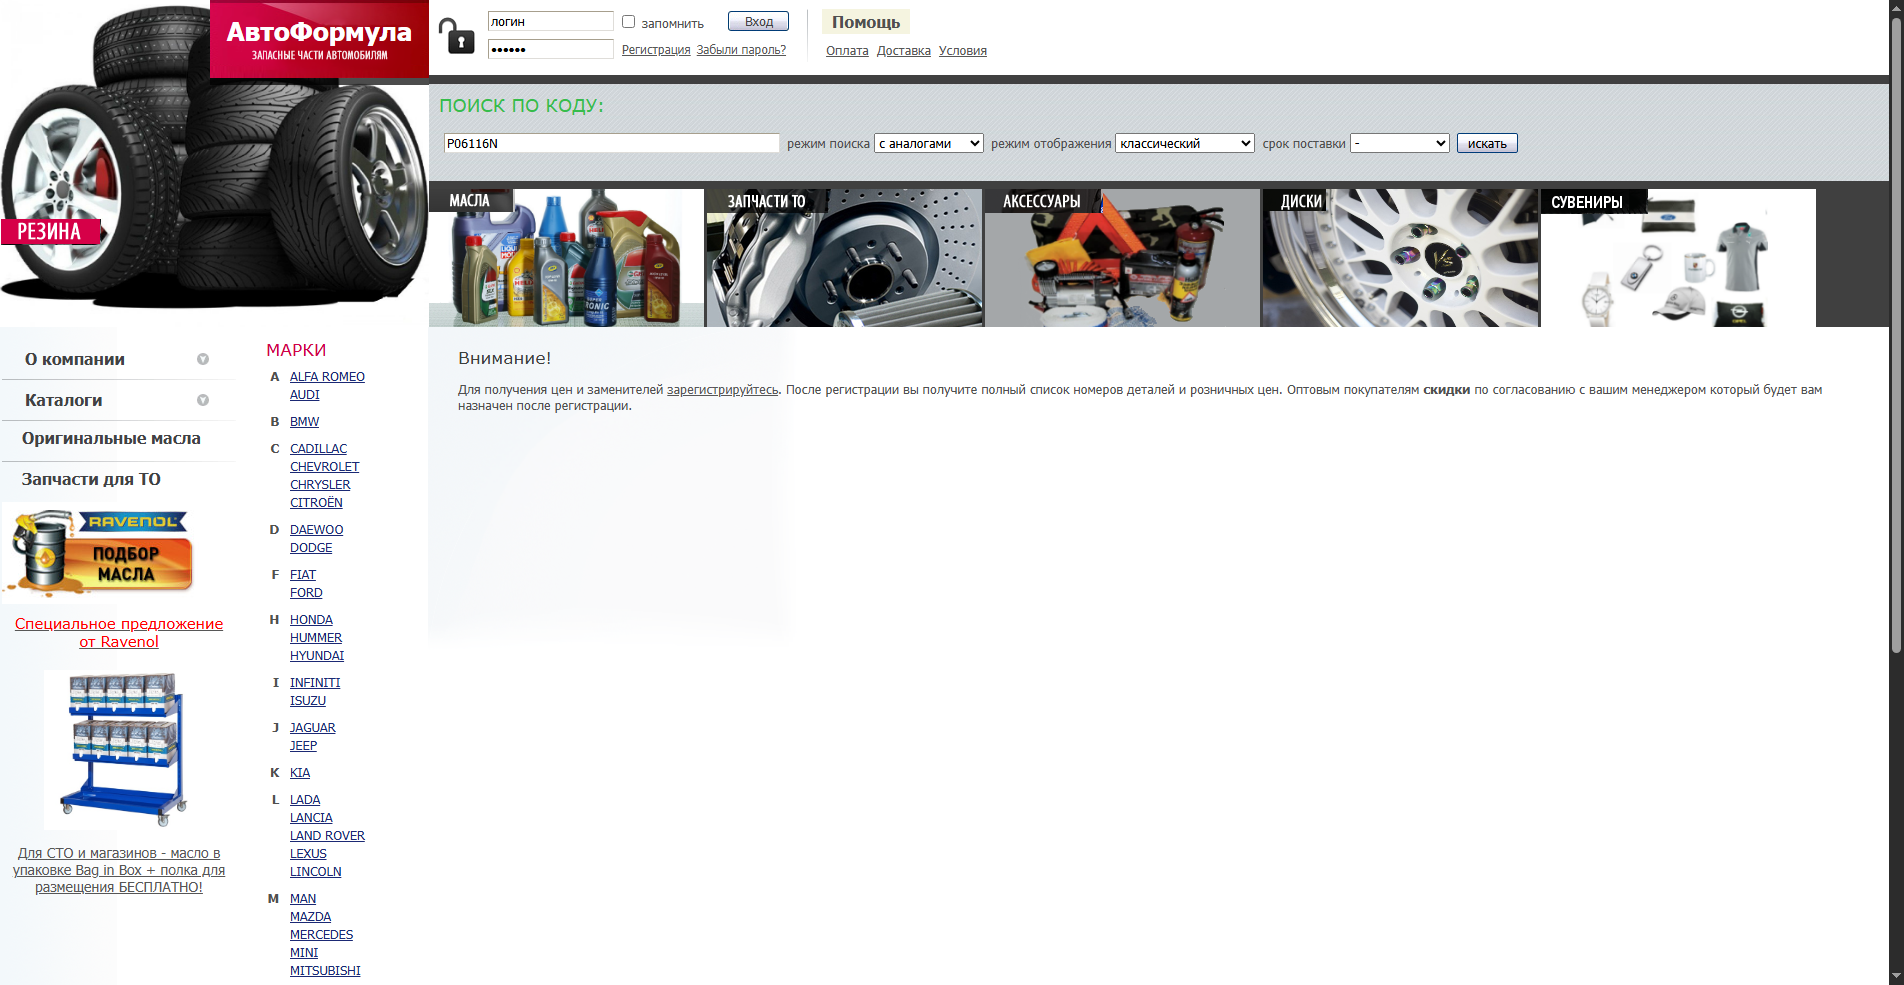 АвтоФормула
ЗАПАСНЫЕ ЧАСТИ АВТОМОБИЛЯМ
РЕЗИНА
логин
запомнить
Вход
••••••
Регистрация Забыли пароль?
Помощь
Оплата Доставка Условия
ПОИСК ПО КОДУ:
P06116N
режим поиска с аналогами режим отображения классический срок поставки - искать
МАСЛА
ЗАПЧАСТИ ТО
АКСЕССУАРЫ
ДИСКИ
СУВЕНИРЫ
О компании
Каталоги
Оригинальные масла
Запчасти для ТО
RAVENOL
ПОДБОР
МАСЛА
Специальное предложение
от Ravenol
Для СТО и магазинов - масло в
упаковке Bag in Box + полка для
размещения БЕСПЛАТНО!
МАРКИ
A ALFA ROMEO
AUDI
B BMW
C CADILLAC
CHEVROLET
CHRYSLER
CITROËN
D DAEWOO
DODGE
F FIAT
FORD
H HONDA
HUMMER
HYUNDAI
I INFINITI
ISUZU
J JAGUAR
JEEP
K KIA
L LADA
LANCIA
LAND ROVER
LEXUS
LINCOLN
M MAN
MAZDA
MERCEDES
MINI
MITSUBISHI
Внимание!
Для получения цен и заменителей зарегистрируйтесь. После регистрации вы получите полный список номеров деталей и розничных цен. Оптовым покупателям скидки по согласованию с вашим менеджером который будет вам
назначен после регистрации.